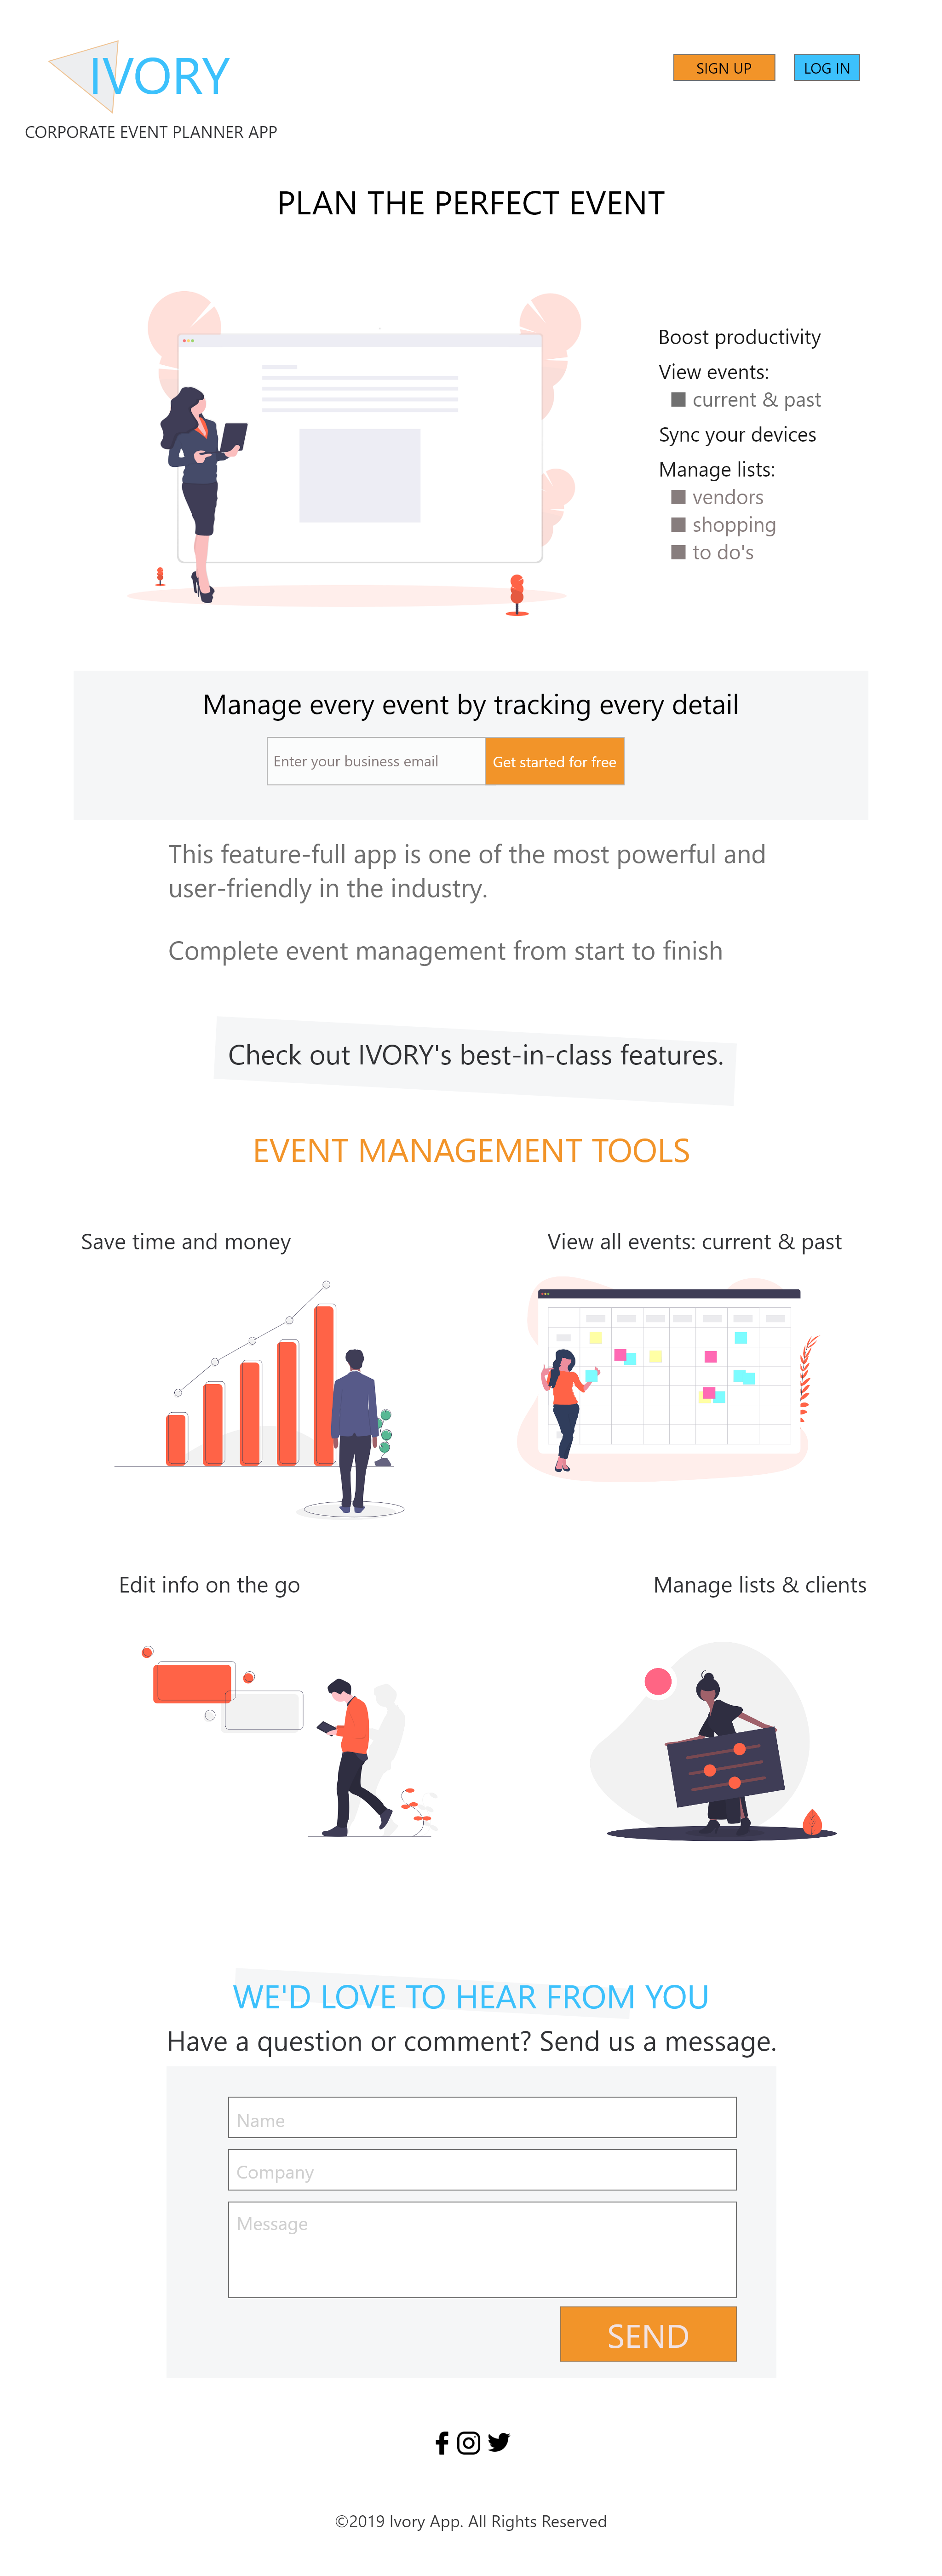 IVORY
CORPORATE EVENT PLANNER APP
SIGN UP
LOG IN
PLAN THE PERFECT EVENT
Boost productivity
View events:
current & past
Sync your devices
Manage lists:
vendors
shopping
to do's
Manage every event by tracking every detail
Enter your business email
Get started for free
This feature-full app is one of the most powerful and
user-friendly in the industry.
Complete event management from start to finish
Check out IVORY's best-in-class features.
EVENT MANAGEMENT TOOLS
Save time and money
View all events: current & past
Edit info on the go
Manage lists & clients
WE'D LOVE TO HEAR FROM YOU
Have a question or comment? Send us a message.
Name
Company
Message
SEND
©2019 Ivory App. All Rights Reserved